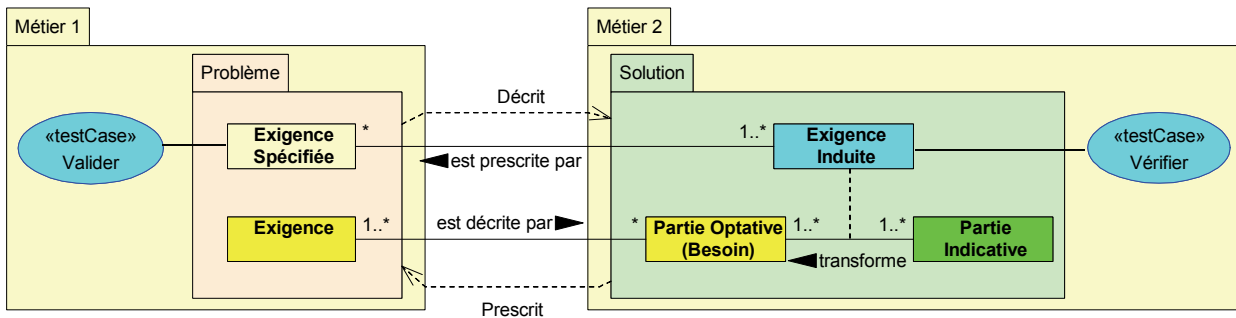 Métier 1
Métier 2
Problème
Solution
Décrit
«testCase»
Valider
Exigence
Spécifiée
*
1..*
Exigence
Induite
«testCase»
Vérifier
est prescrite par
Exigence
1..*
est décrite par
*
Partie Optative
(Besoin)
1..*
1..*
Partie
Indicative
transforme
Prescrit